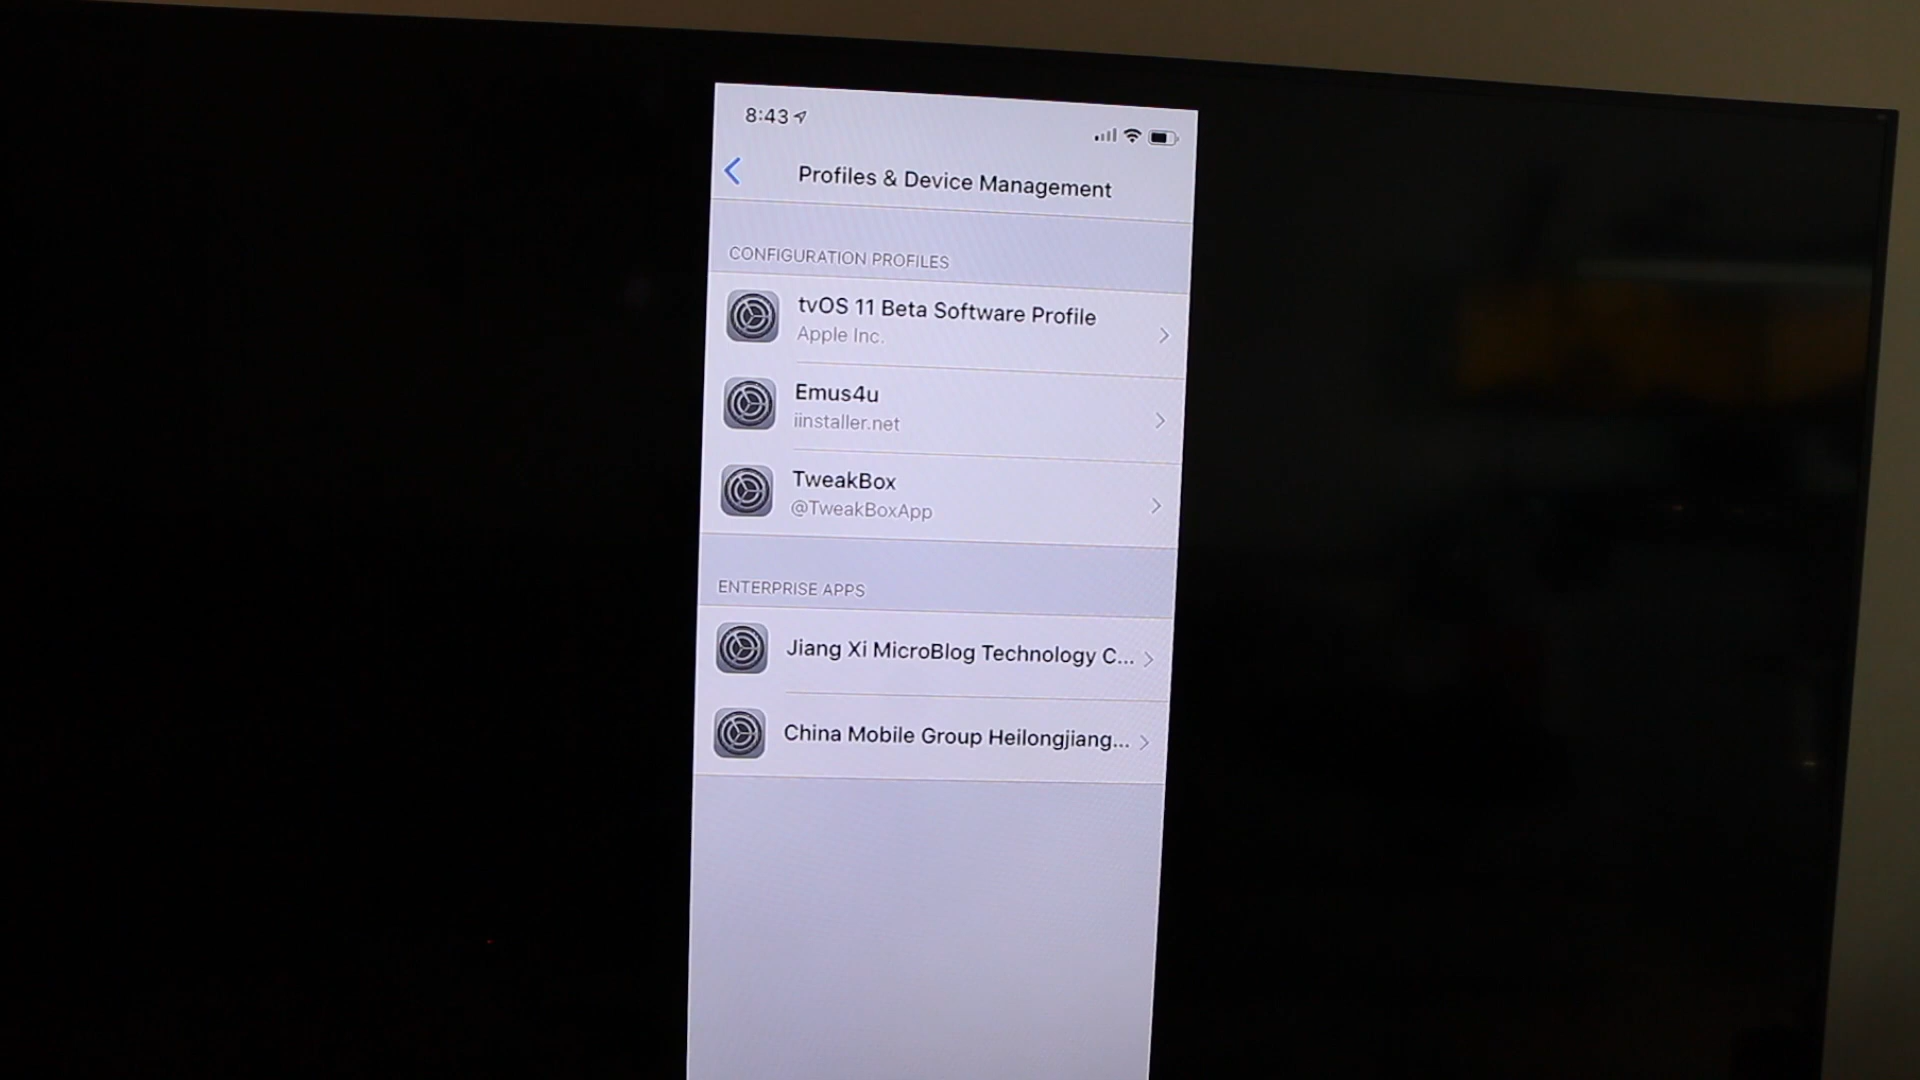 8:43
Profiles & Device Management
CONFIGURATION PROFILES
tvOS 11 Beta Software Profile
Apple Inc.
Emus4u
iinstaller.net
TweakBox
@TweakBoxApp
ENTERPRISE APPS
Jiang Xi MicroBlog Technology C...
China Mobile Group Heilongjiang...